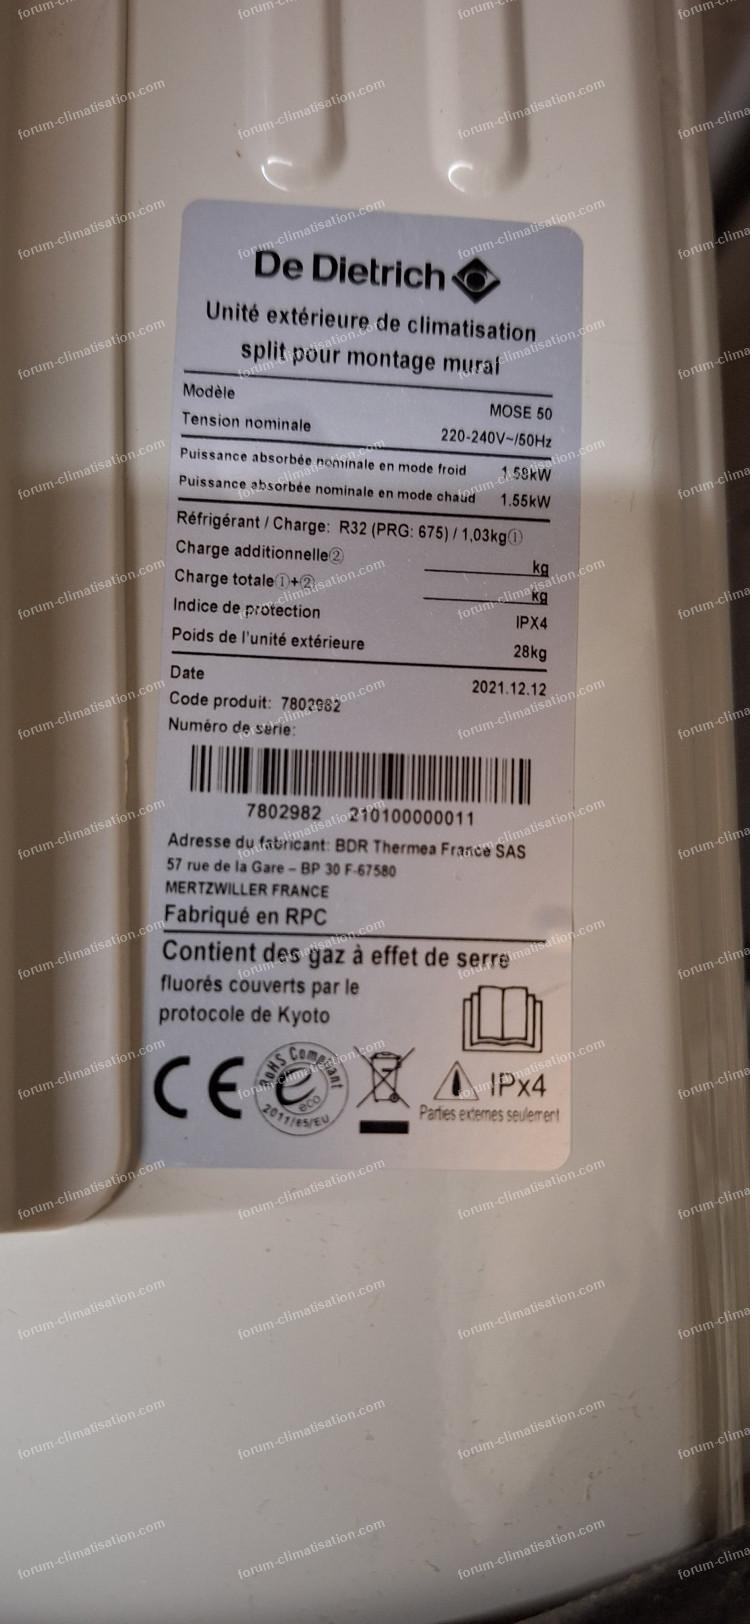 De Dietrich
Unité extérieure de climatisation
split pour montage mural
Modèle MOSE 50
Tension nominale 220-240V~/50Hz
Puissance absorbée nominale en mode froid 1.58kW
Puissance absorbée nominale en mode chaud 1.55kW
Réfrigérant / Charge: R32 (PRG: 675) / 1,03kg①
Charge additionnelle② kg
Charge totale①+② kg
Indice de protection IPX4
Poids de l'unité extérieure 28kg
Date 2021.12.12
Code produit: 7802982
Numéro de série:
7802982 210100000011
Adresse du fabricant: BDR Thermea France SAS
57 rue de la Gare – BP 30 F-67580
MERTZWILLER FRANCE
Fabriqué en RPC
Contient des gaz à effet de serre
fluorés couverts par le
protocole de Kyoto
CE
RoHS Compliant
eco
2011/65/EU
IPx4
Parties externes seulement
forum-climatisation.com